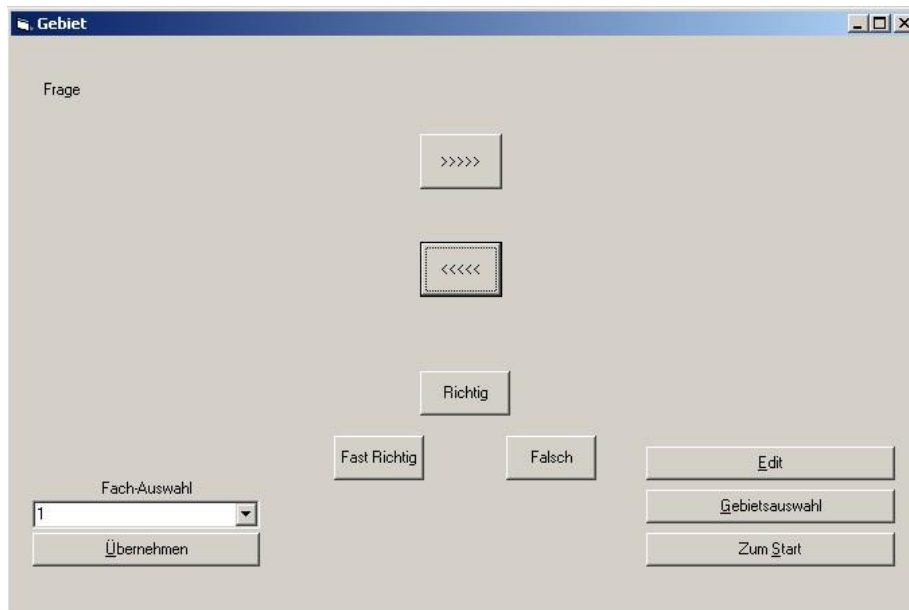 Gebiet
Frage
>>>>>
<<<<<
Richtig
Fast Richtig
Falsch
Fach-Auswahl
1
Übernehmen
Edit
Gebietsauswahl
Zum Start